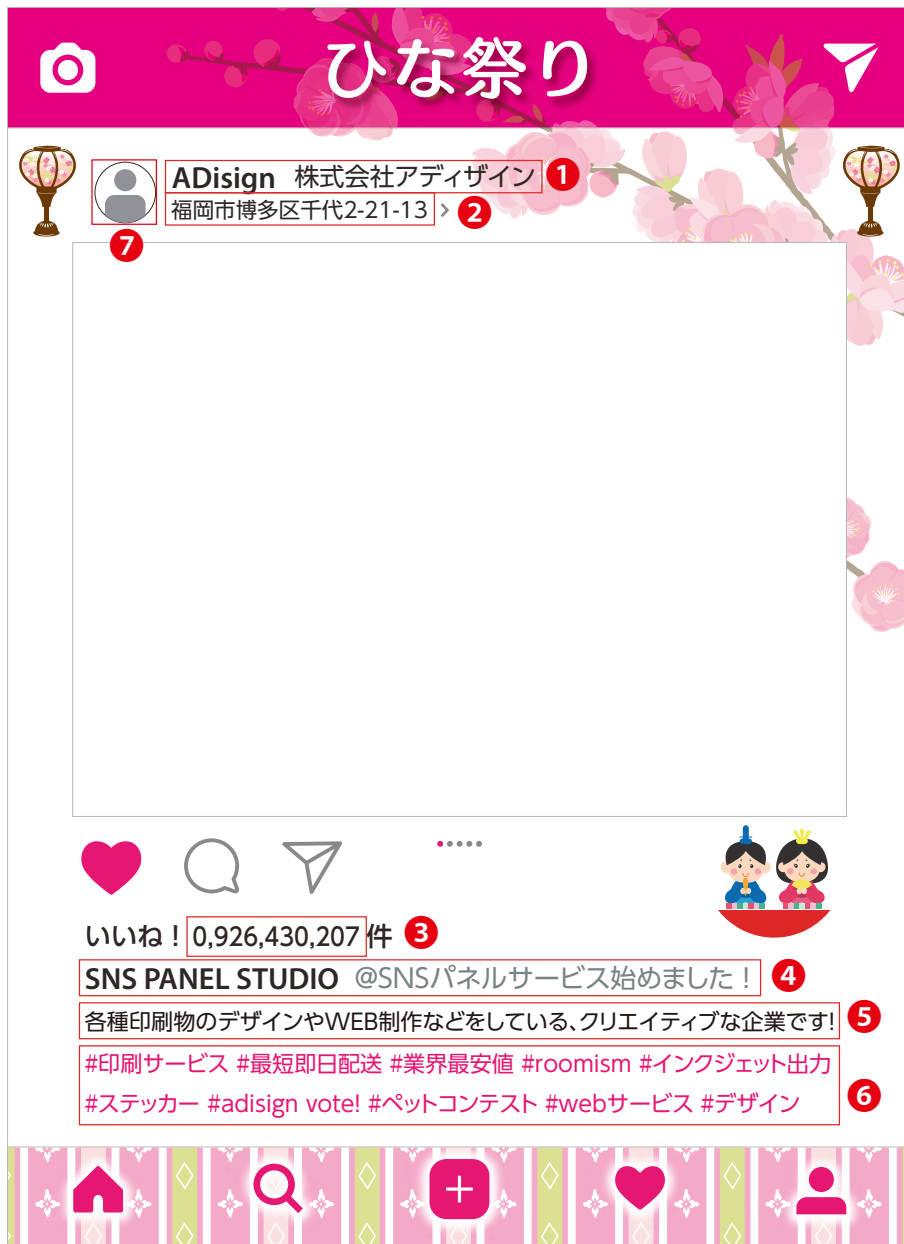 ひな祭り
ADisign 株式会社アディザイン 1
福岡市博多区千代2-21-13 > 2
7
いいね！0,926,430,207件 3
SNS PANEL STUDIO @SNSパネルサービス始めました！ 4
各種印刷物のデザインやWEB制作などをしている、クリエイティブな企業です! 5
#印刷サービス #最短即日配送 #業界最安値 #roomism #インクジェット出力
#ステッカー #adisign vote! #ペットコンテスト #webサービス #デザイン 6